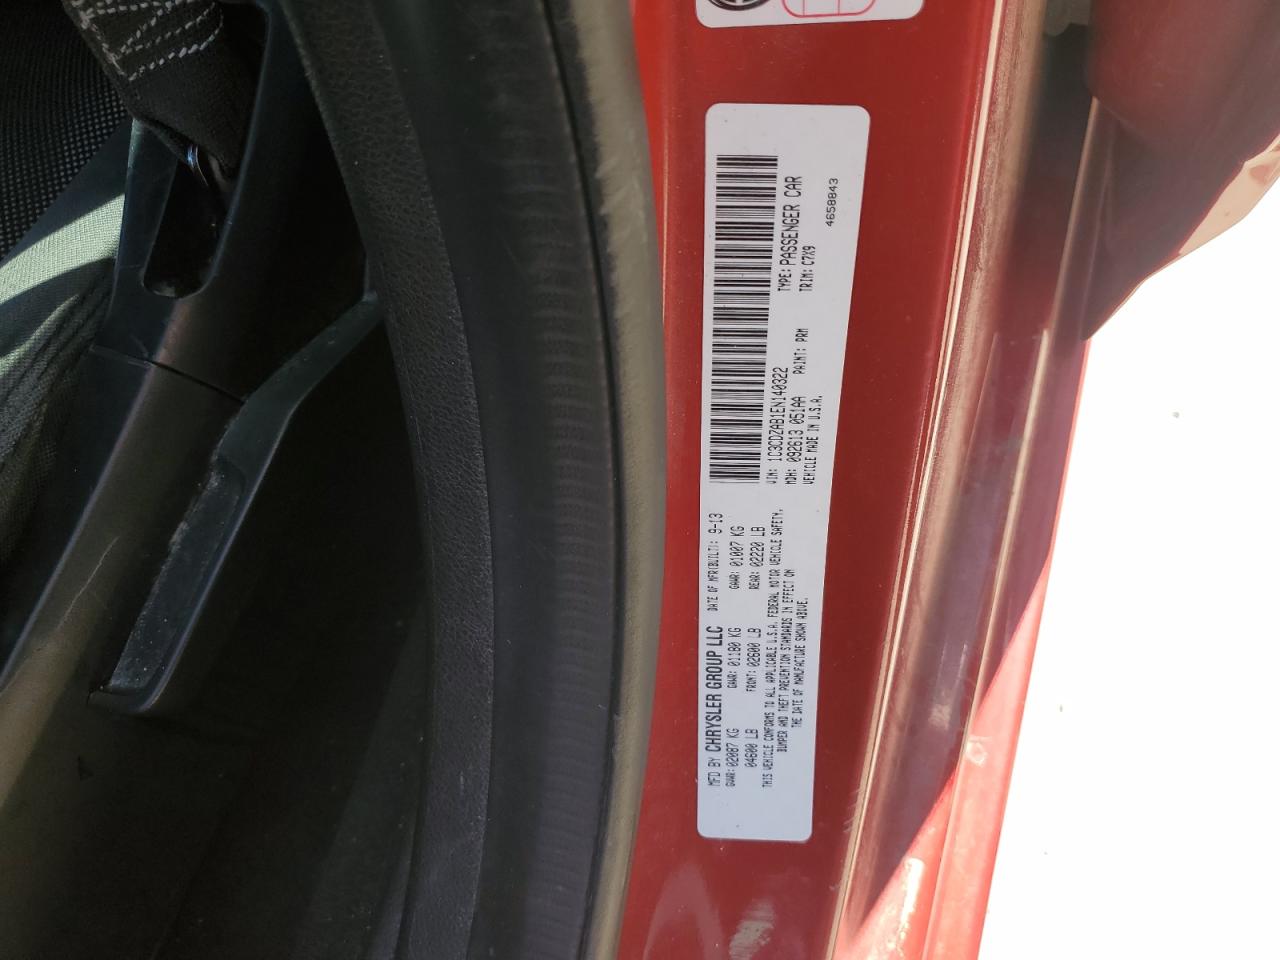 MFD BY CHRYSLER GROUP LLC DATE OF MFR(BUILT): 9-13
GVWR: 02087 KG GAWR: 01180 KG GAWR: 01007 KG
04600 LB FRONT: 02600 LB REAR: 02220 LB
THIS VEHICLE CONFORMS TO ALL APPLICABLE U.S.A. FEDERAL MOTOR VEHICLE SAFETY,
BUMPER AND THEFT PREVENTION STANDARDS IN EFFECT ON
THE DATE OF MANUFACTURE SHOWN ABOVE.
VIN: 1C3CDZAB1EN140322 TYPE: PASSENGER CAR
MDH: 092613 051AA PAINT: PRM TRIM: C7X9
VEHICLE MADE IN U.S.A. 4658843